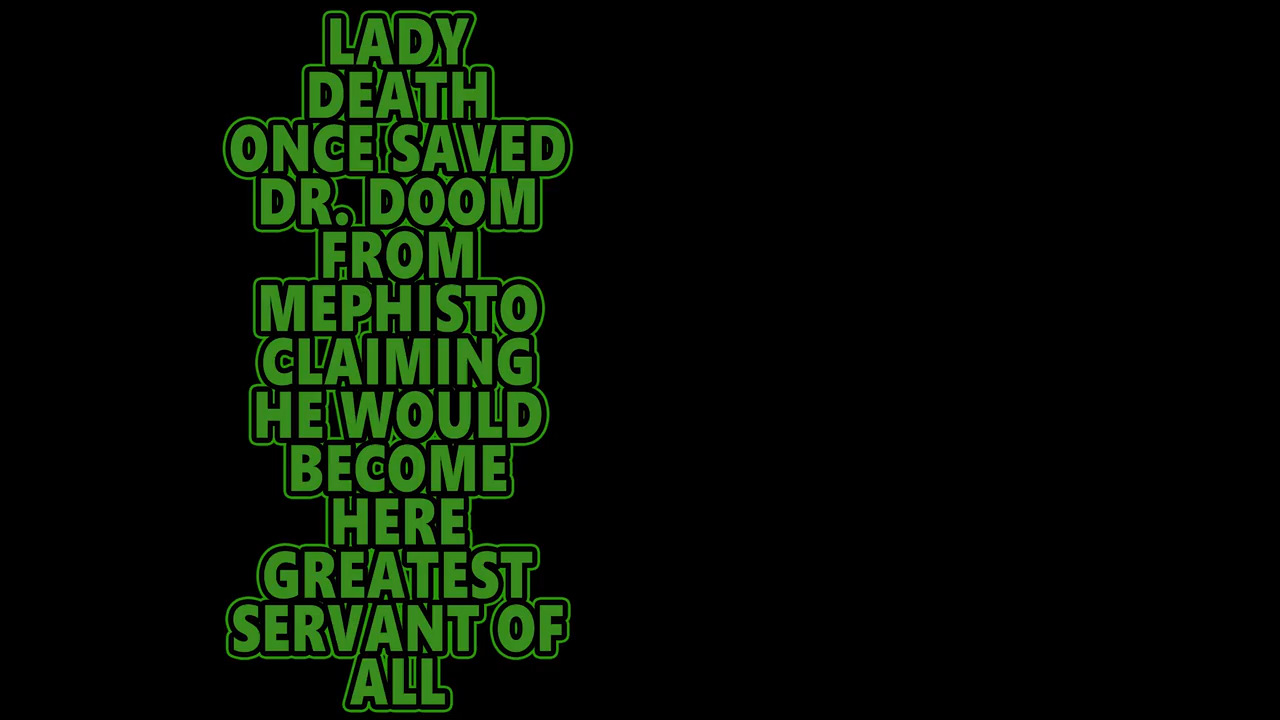 LADY
DEATH
ONCE SAVED
DR. DOOM
FROM
MEPHISTO
CLAIMING
HE WOULD
BECOME
HERE
GREATEST
SERVANT OF
ALL